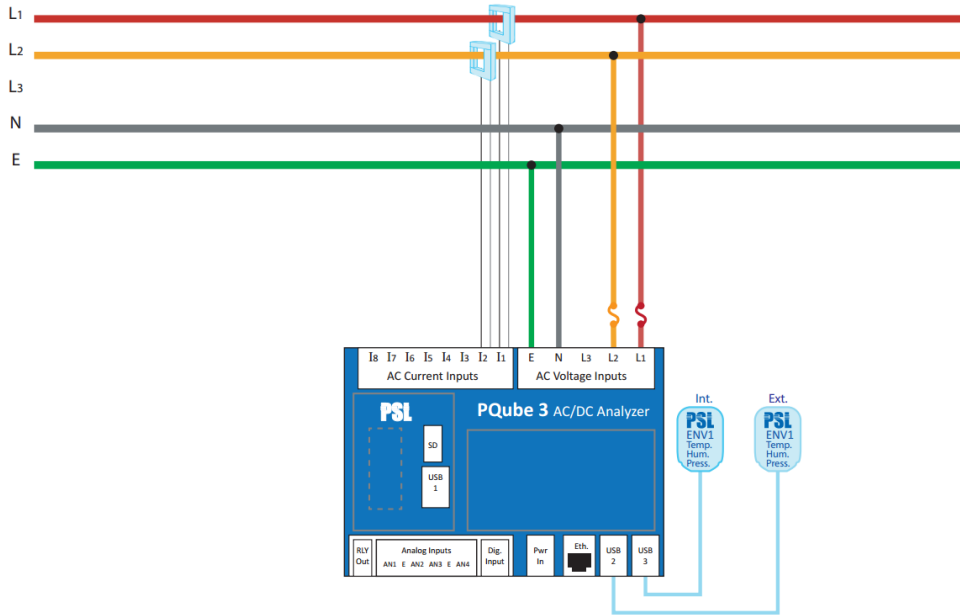 L1
L2
L3
N
E
I8 I7 I6 I5 I4 I3 I2 I1
AC Current Inputs
E N L3 L2 L1
AC Voltage Inputs
PSL
PQube 3 AC/DC Analyzer
SD
USB
1
RLY
Out
Analog Inputs
AN1 E AN2 AN3 E AN4
Dig.
Input
Pwr
In
Eth.
USB
2
USB
3
Int.
PSL
ENV1
Temp.
Hum.
Press.
Ext.
PSL
ENV1
Temp.
Hum.
Press.